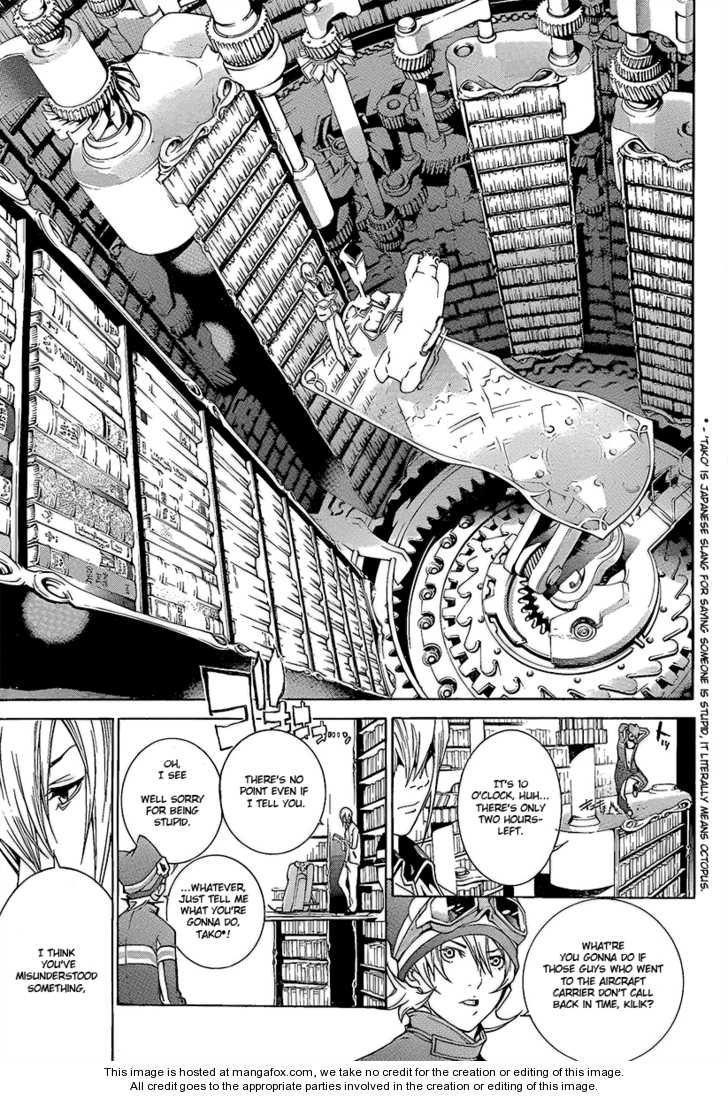 * - 'TAKO' IS JAPANESE SLANG FOR SAYING SOMEONE IS STUPID, IT LITERALLY MEANS OCTOPUS.
IT'S 10
O'CLOCK, HUH...
THERE'S ONLY
TWO HOURS-
LEFT.
WHAT'RE
YOU GONNA DO IF
THOSE GUYS WHO WENT
TO THE AIRCRAFT
CARRIER DON'T CALL
BACK IN TIME, KILIK?
THERE'S NO
POINT EVEN IF
I TELL YOU.
OH,
I SEE
WELL SORRY
FOR BEING
STUPID.
...WHATEVER,
JUST TELL ME
WHAT YOU'RE
GONNA DO,
TAKO*!
I THINK
YOU'VE
MISUNDERSTOOD
SOMETHING,
This image is hosted at mangafox.com, we take no credit for the creation or editing of this image.
All credit goes to the appropriate parties involved in the creation or editing of this image.